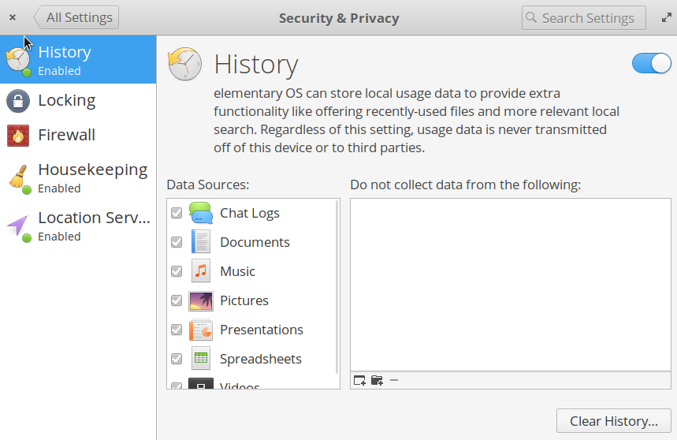 All Settings
Security & Privacy
Search Settings
History
Enabled
Locking
Firewall
Housekeeping
Enabled
Location Serv...
Enabled
History
elementary OS can store local usage data to provide extra
functionality like offering recently-used files and more relevant local
search. Regardless of this setting, usage data is never transmitted
off of this device or to third parties.
Data Sources:
Do not collect data from the following:
Chat Logs
Documents
Music
Pictures
Presentations
Spreadsheets
Videos
Clear History...